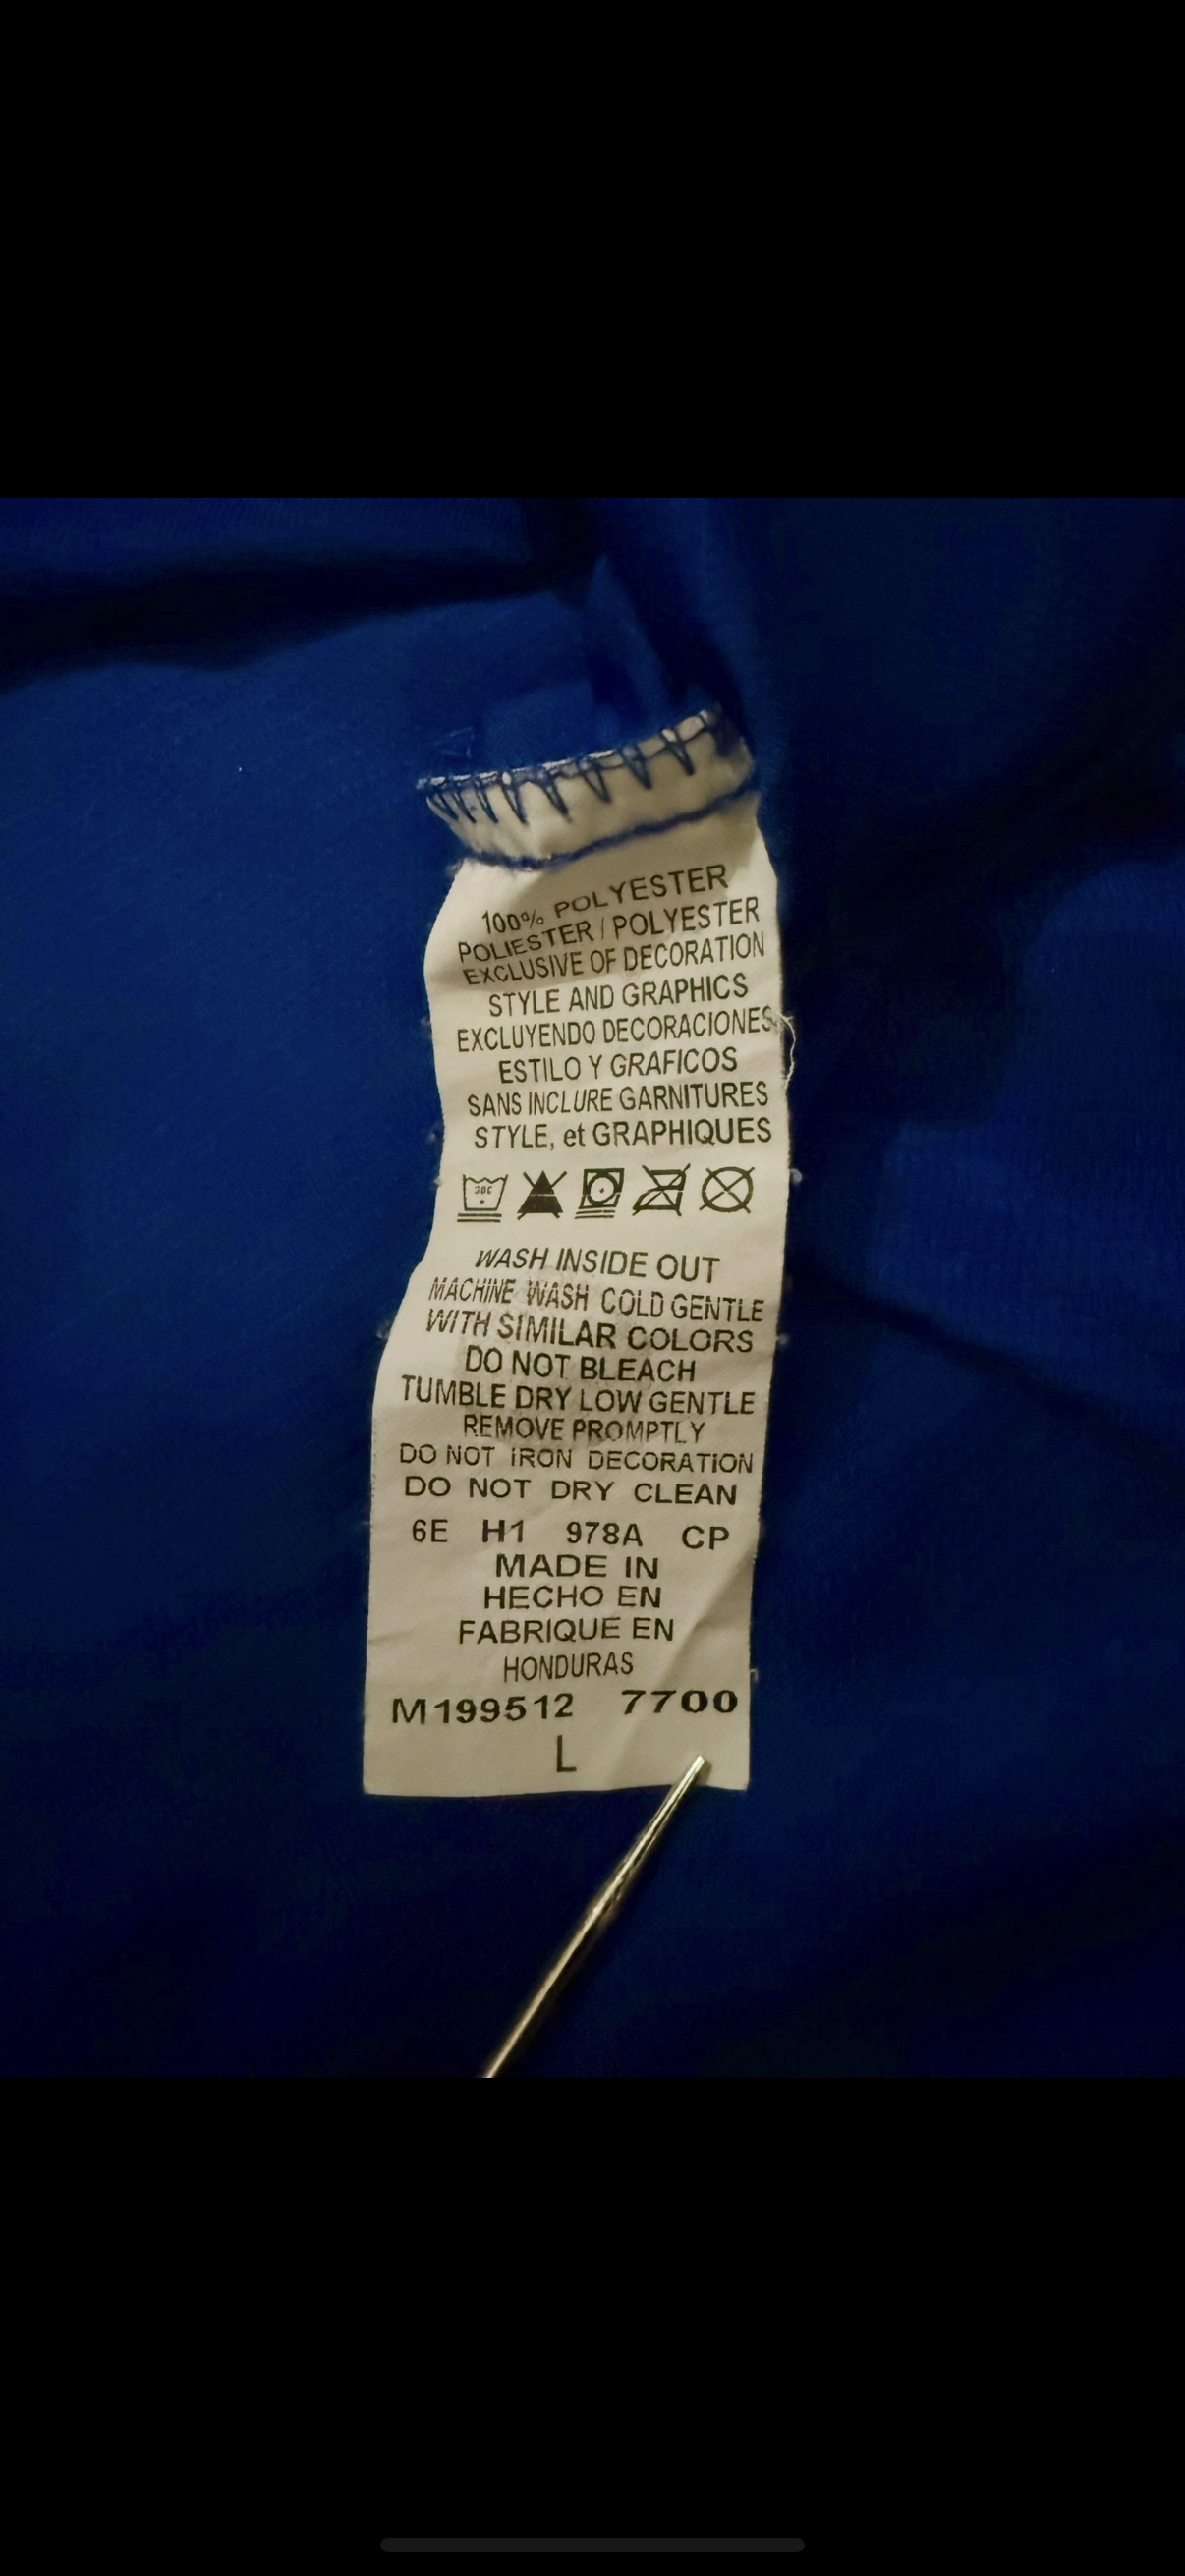 100% POLYESTER
POLIESTER / POLYESTER
EXCLUSIVE OF DECORATION
STYLE AND GRAPHICS
EXCLUYENDO DECORACIONES
ESTILO Y GRAFICOS
SANS INCLURE GARNITURES
STYLE, et GRAPHIQUES
30C
WASH INSIDE OUT
MACHINE WASH COLD GENTLE
WITH SIMILAR COLORS
DO NOT BLEACH
TUMBLE DRY LOW GENTLE
REMOVE PROMPTLY
DO NOT IRON DECORATION
DO NOT DRY CLEAN
6E H1 978A CP
MADE IN
HECHO EN
FABRIQUE EN
HONDURAS
M199512 7700
L